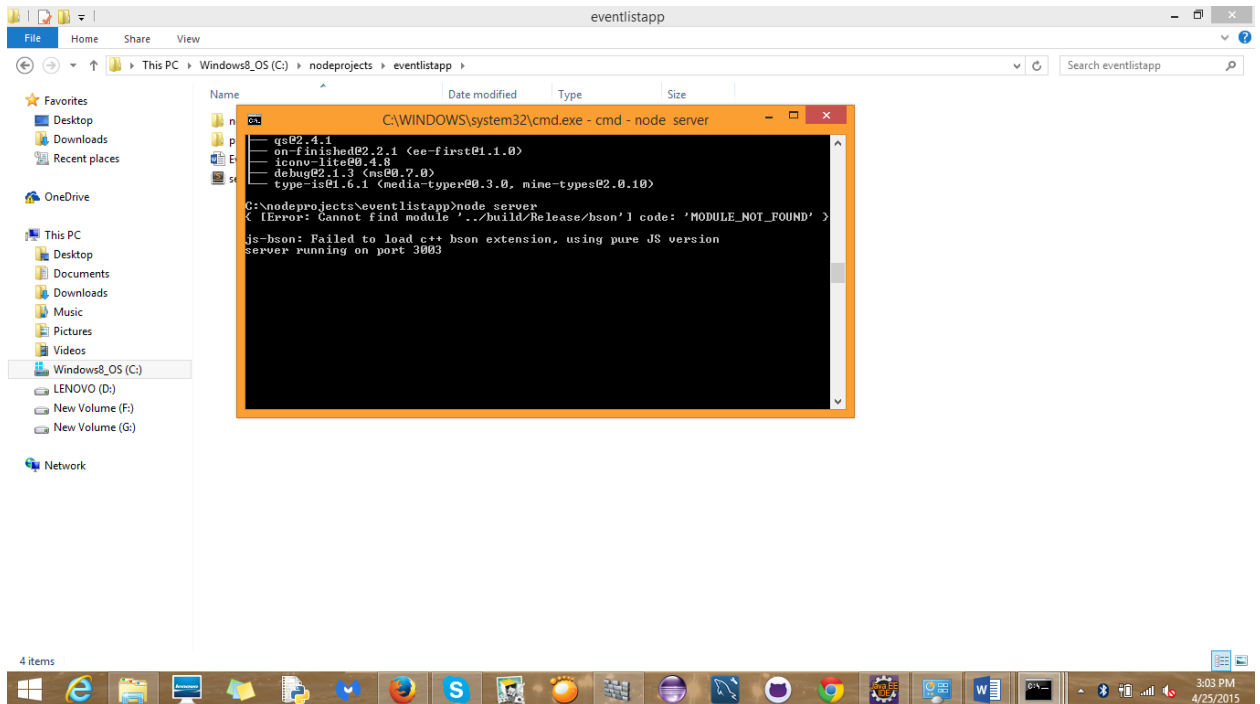 eventlistapp
File Home Share View
This PC Windows8_OS (C:) nodeprojects eventlistapp
Search eventlistapp
Favorites
Desktop
Downloads
Recent places
OneDrive
This PC
Desktop
Documents
Downloads
Music
Pictures
Videos
Windows8_OS (C:)
LENOVO (D:)
New Volume (F:)
New Volume (G:)
Network
Name Date modified Type Size
C:\WINDOWS\system32\cmd.exe - cmd - node server
qs@2.4.1
on-finished@2.2.1 (ee-first@1.1.0)
iconv-lite@0.4.8
debug@2.1.3 (ms@0.7.0)
type-is@1.6.1 (media-typer@0.3.0, mime-types@2.0.10)
C:\nodeprojects\eventlistapp>node server
{ [Error: Cannot find module '../build/Release/bson'] code: 'MODULE_NOT_FOUND' }
js-bson: Failed to load c++ bson extension, using pure JS version
server running on port 3003
4 items
3:03 PM
4/25/2015